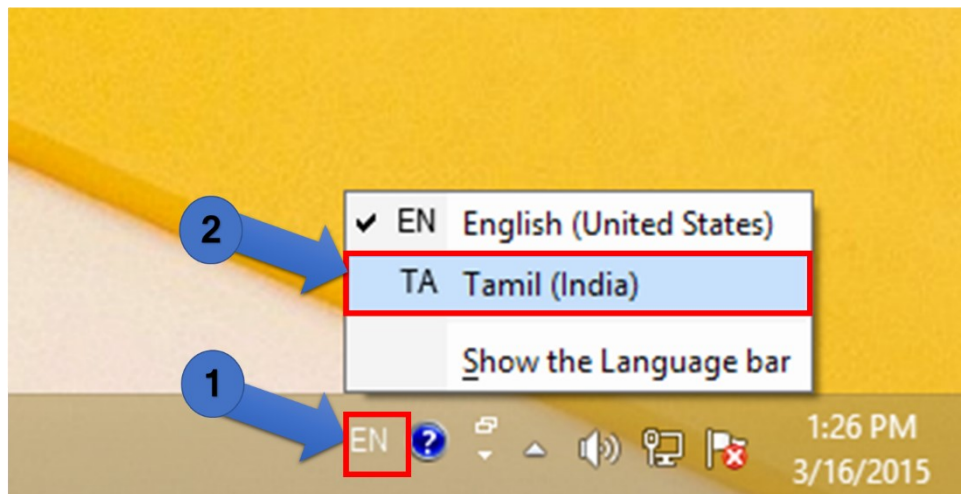 2
✔ EN English (United States)
TA Tamil (India)
Show the Language bar
1
EN ? 1:26 PM
3/16/2015